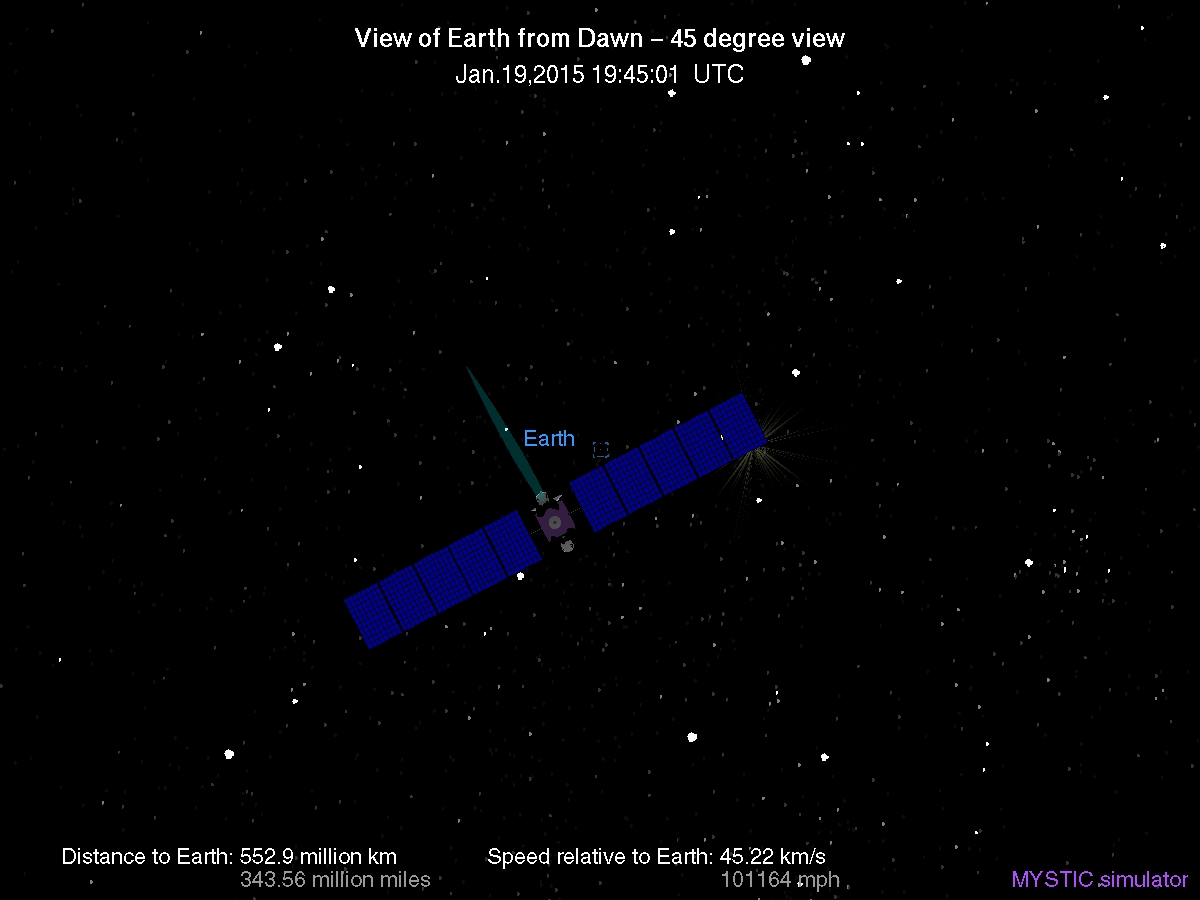 View of Earth from Dawn – 45 degree view
Jan.19,2015 19:45:01 UTC
Earth
Distance to Earth: 552.9 million km
343.56 million miles
Speed relative to Earth: 45.22 km/s
101164 mph
MYSTIC simulator